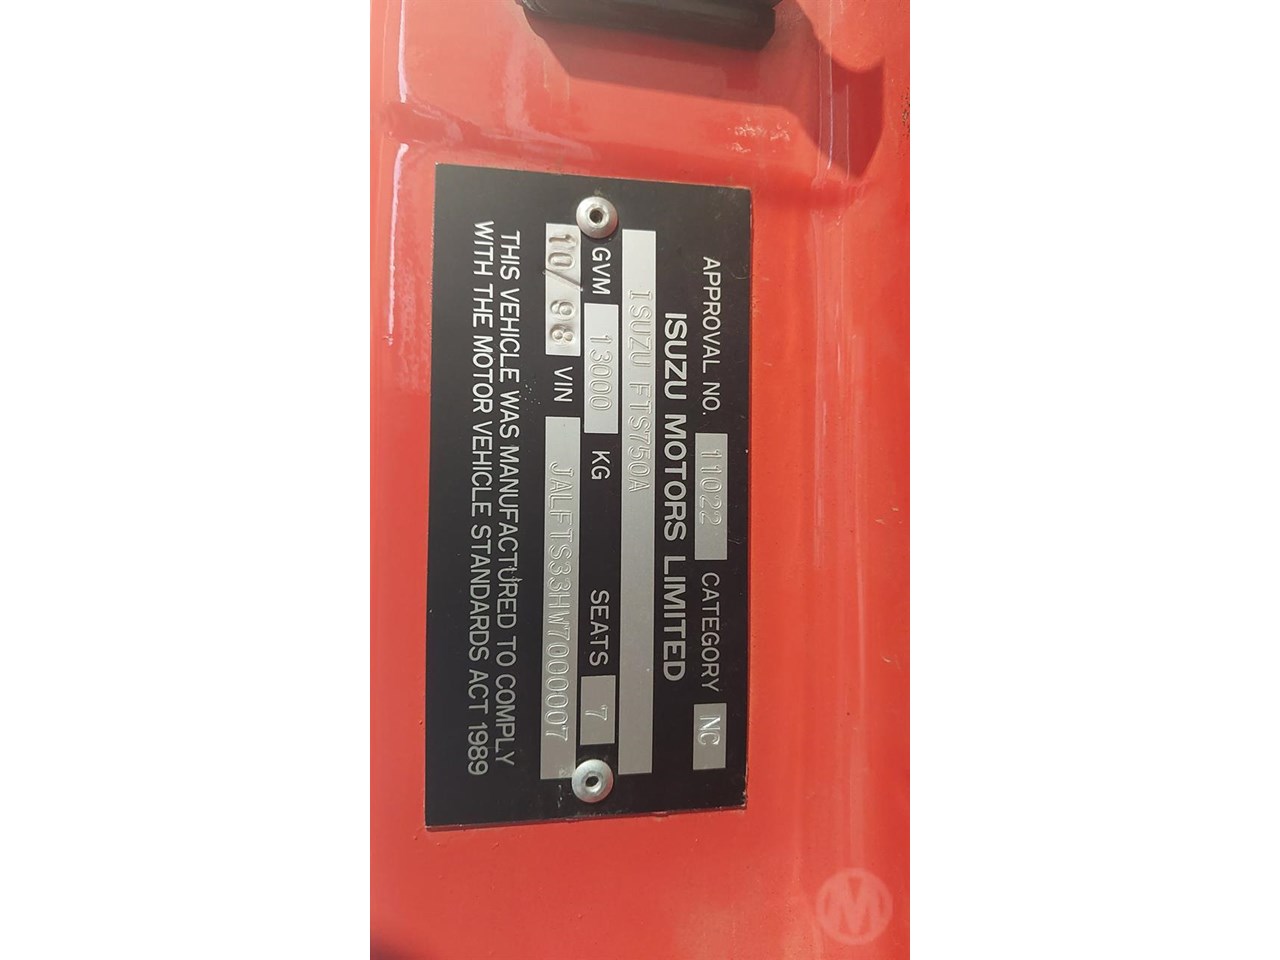 APPROVAL NO. 11022 CATEGORY NC
ISUZU MOTORS LIMITED
ISUZU FTS750A
GVM 13000 KG SEATS 7
10/98 VIN JALFTS33HW7000007
THIS VEHICLE WAS MANUFACTURED TO COMPLY
WITH THE MOTOR VEHICLE STANDARDS ACT 1989
M